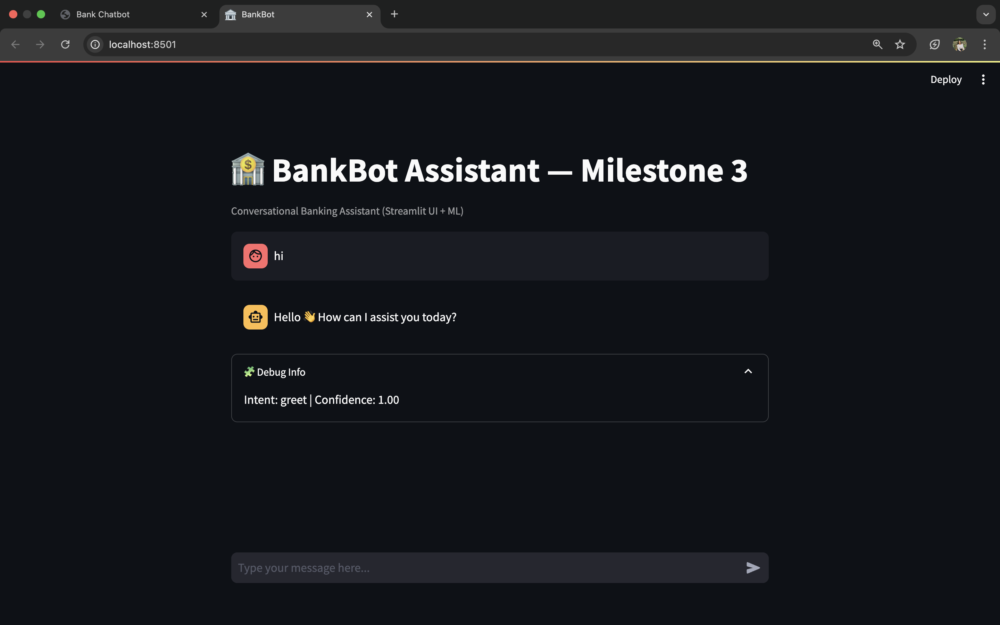 Bank Chatbot
BankBot
localhost:8501
Deploy
BankBot Assistant — Milestone 3
Conversational Banking Assistant (Streamlit UI + ML)
hi
Hello 👋 How can I assist you today?
🧩 Debug Info
Intent: greet | Confidence: 1.00
Type your message here...